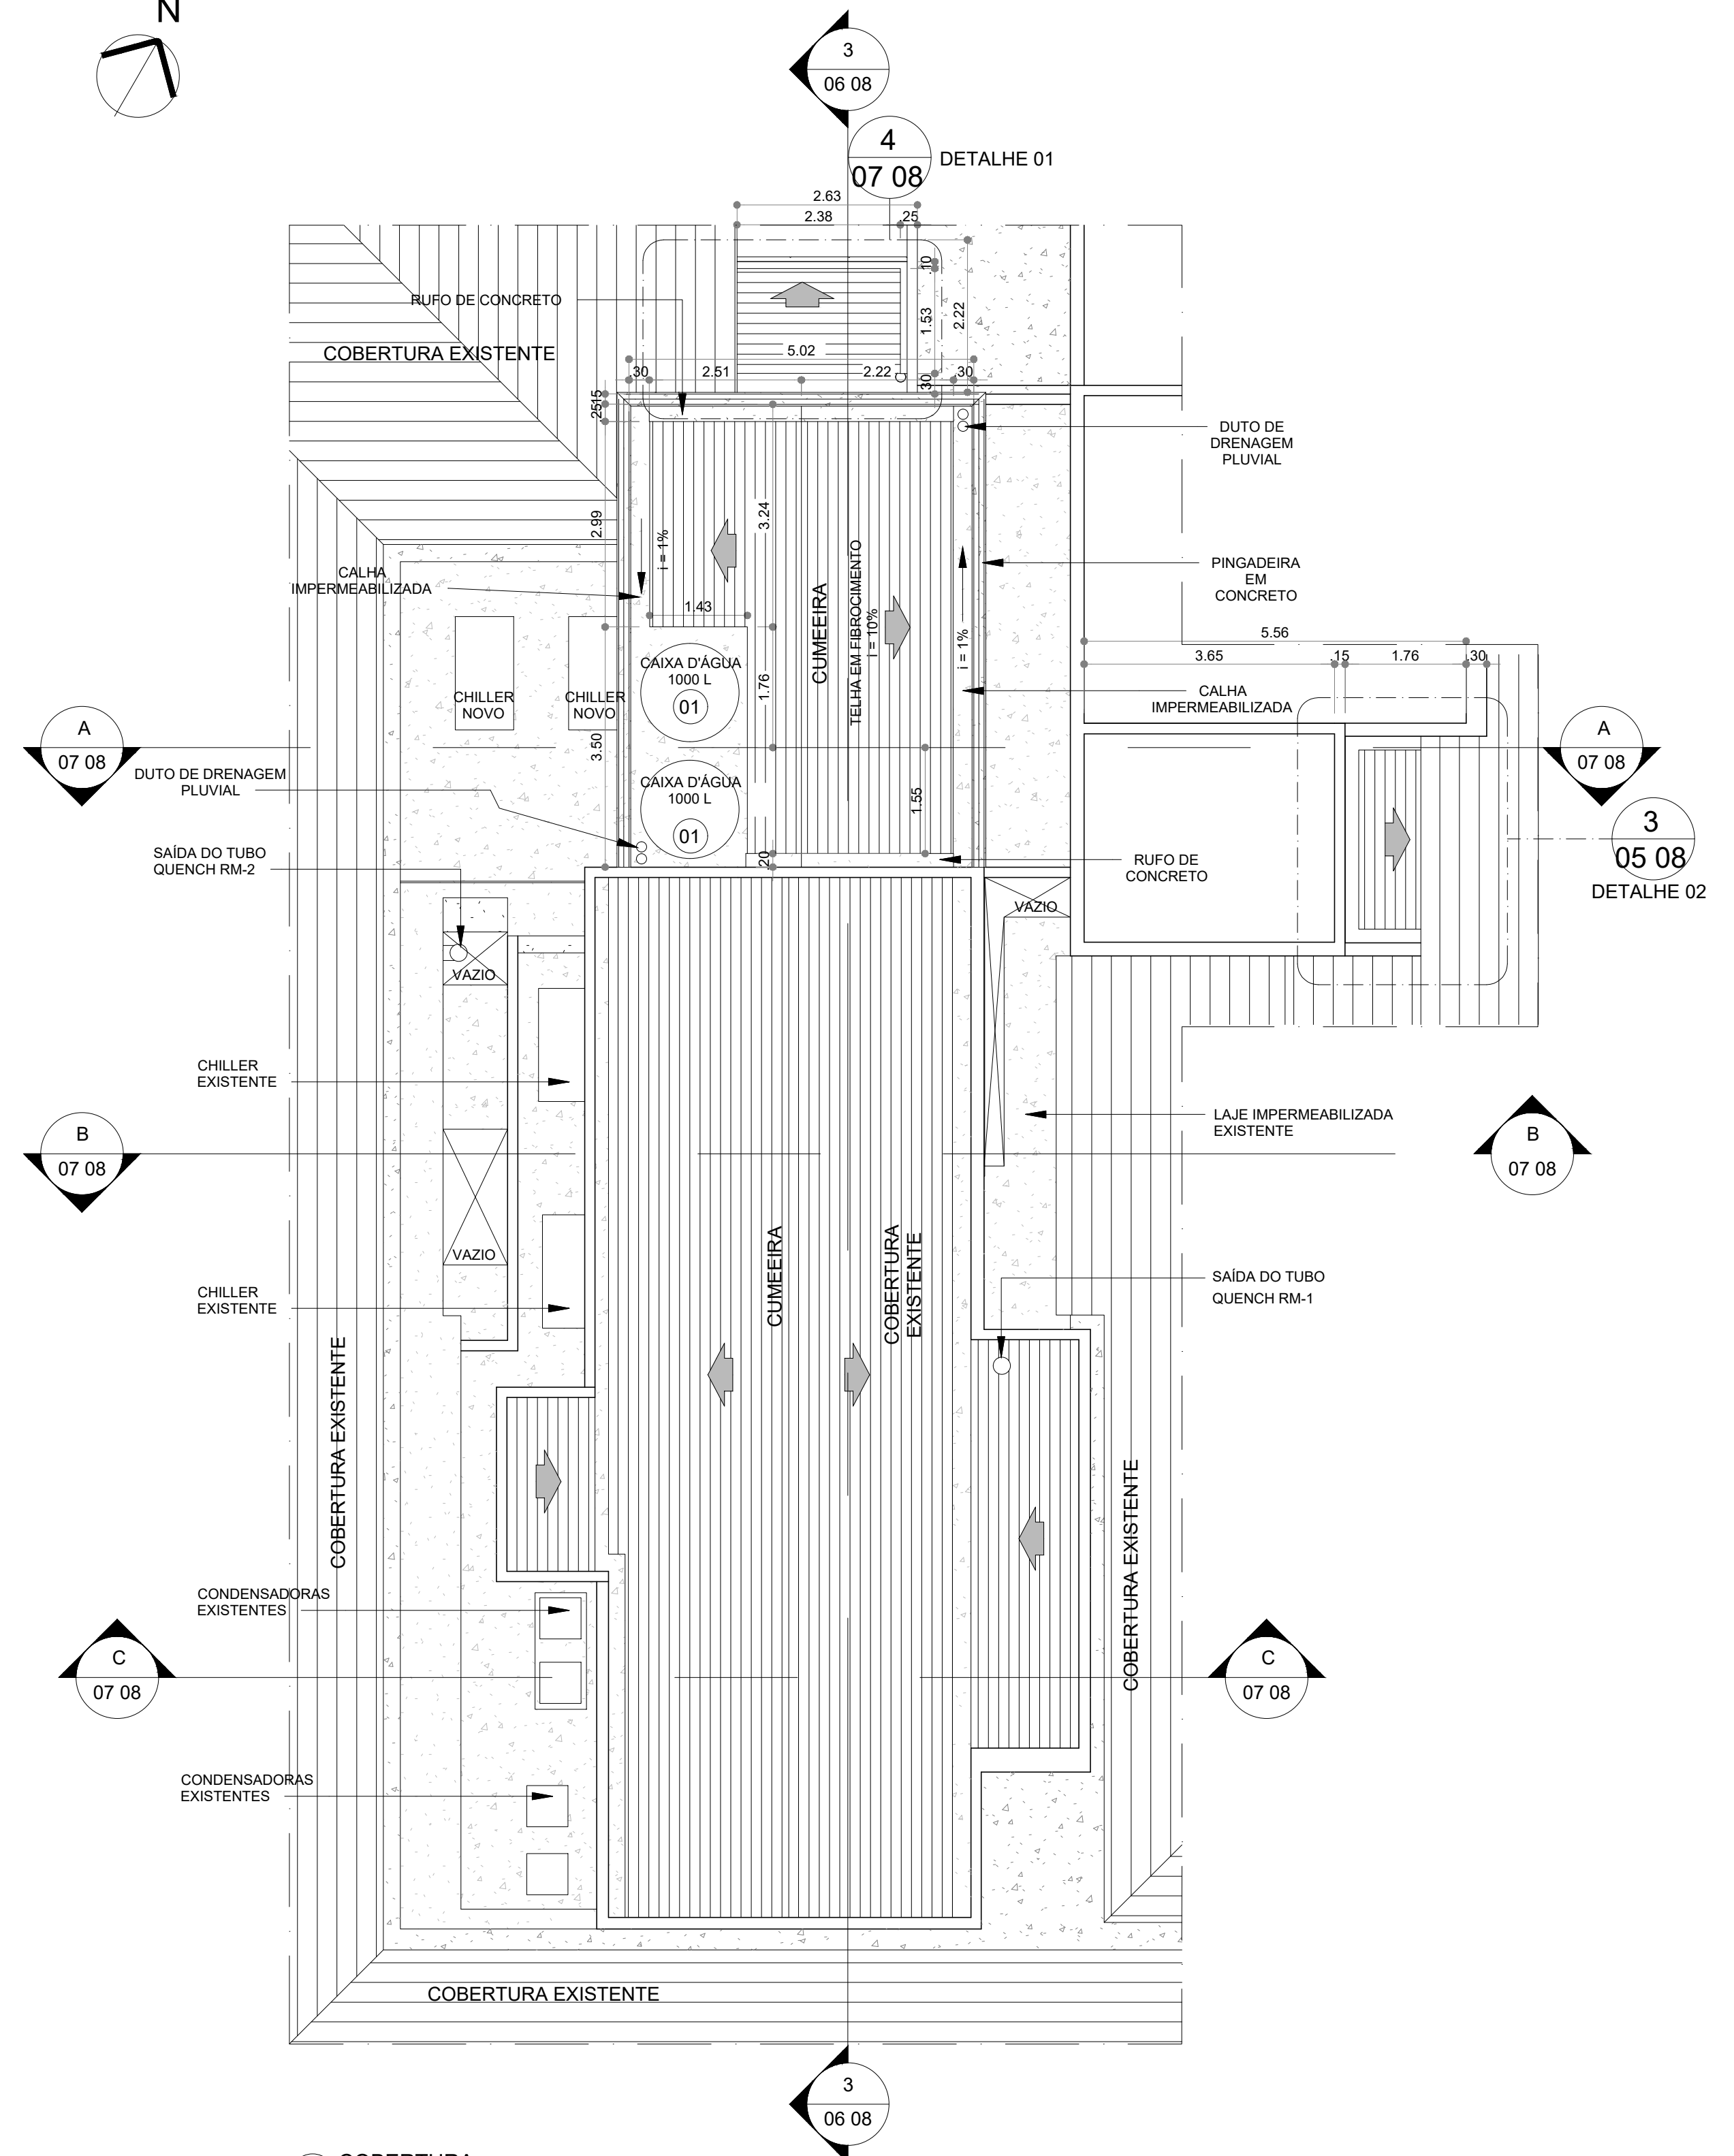 N
3
06 08
4
07 08
DETALHE 01
2.63
2.38
.25
.10
RUFO DE CONCRETO
1.53
2.22
COBERTURA EXISTENTE
5.02
.30
2.51
2.22
.30
.30
.15
.25
DUTO DE
DRENAGEM
PLUVIAL
2.99
3.24
i = 1%
CALHA
IMPERMEABILIZADA
PINGADEIRA
EM
CONCRETO
1.43
CUMEEIRA
TELHA EM FIBROCIMENTO
i = 10%
i = 1%
5.56
3.65
.15
1.76
.30
CAIXA D'ÁGUA
1000 L
01
1.76
CHILLER
NOVO
CHILLER
NOVO
CALHA
IMPERMEABILIZADA
A
07 08
3.50
A
07 08
DUTO DE DRENAGEM
PLUVIAL
CAIXA D'ÁGUA
1000 L
01
1.55
3
05 08
DETALHE 02
SAÍDA DO TUBO
QUENCH RM-2
.20
RUFO DE
CONCRETO
VAZIO
VAZIO
CHILLER
EXISTENTE
LAJE IMPERMEABILIZADA
EXISTENTE
B
07 08
B
07 08
VAZIO
CUMEEIRA
COBERTURA
EXISTENTE
SAÍDA DO TUBO
QUENCH RM-1
CHILLER
EXISTENTE
COBERTURA EXISTENTE
COBERTURA EXISTENTE
CONDENSADORAS
EXISTENTES
C
07 08
C
07 08
CONDENSADORAS
EXISTENTES
COBERTURA EXISTENTE
3
06 08
COBERTURA